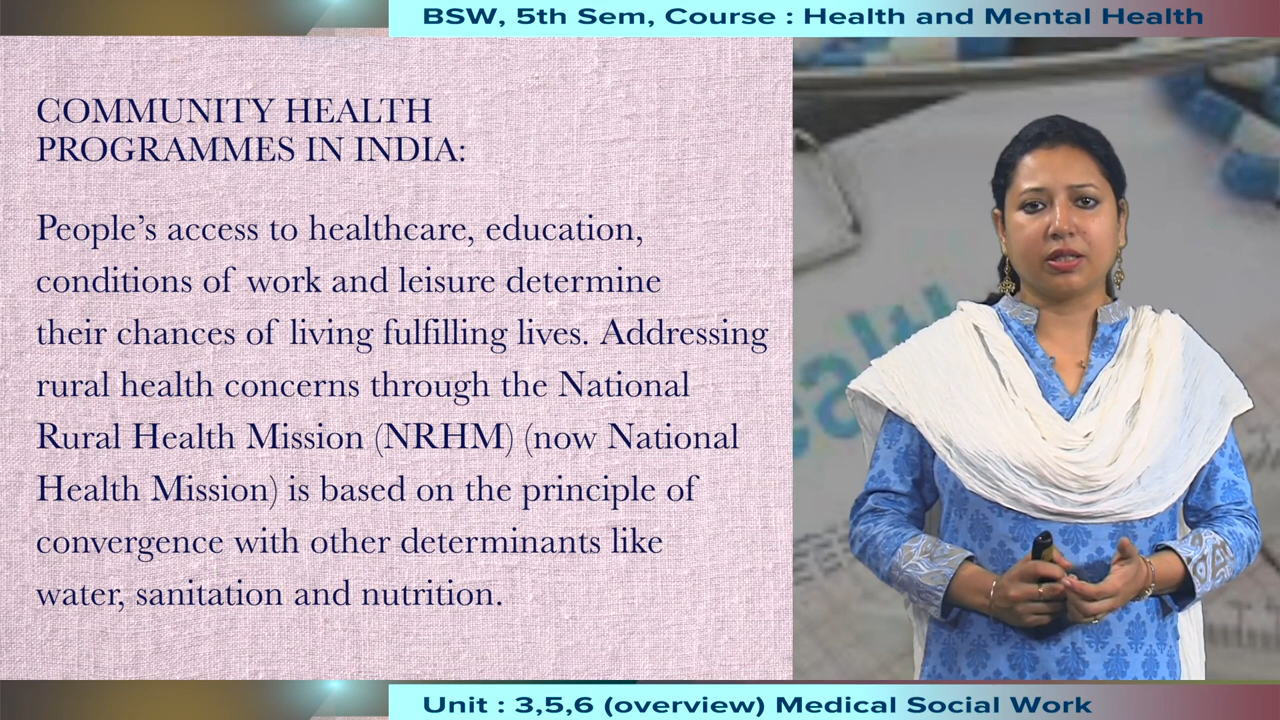 BSW, 5th Sem, Course : Health and Mental Health
COMMUNITY HEALTH
PROGRAMMES IN INDIA:
People’s access to healthcare, education,
conditions of work and leisure determine
their chances of living fulfilling lives. Addressing
rural health concerns through the National
Rural Health Mission (NRHM) (now National
Health Mission) is based on the principle of
convergence with other determinants like
water, sanitation and nutrition.
Unit : 3,5,6 (overview) Medical Social Work